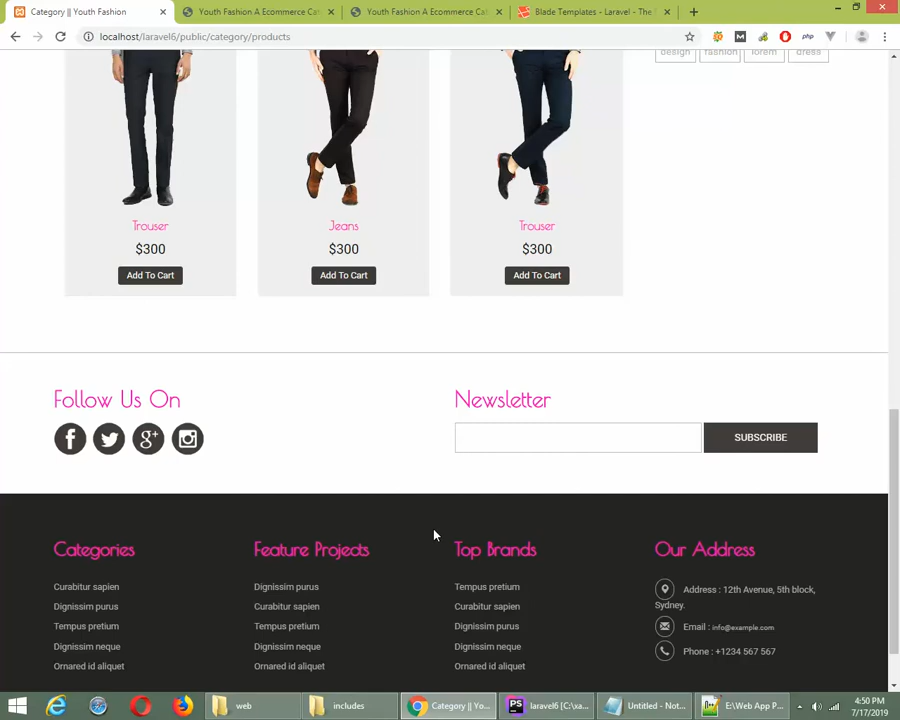 Category || Youth Fashion
Youth Fashion A Ecommerce Cat
Youth Fashion A Ecommerce Cat
Blade Templates - Laravel - The
localhost/laravel6/public/category/products
php
design
fashion
lorem
dress
Trouser
Jeans
Trouser
$300
$300
$300
Add To Cart
Add To Cart
Add To Cart
Follow Us On
Newsletter
SUBSCRIBE
Categories
Feature Projects
Top Brands
Our Address
Curabitur sapien
Dignissim purus
Tempus pretium
Address : 12th Avenue, 5th block,
Sydney.
Dignissim purus
Curabitur sapien
Curabitur sapien
Tempus pretium
Tempus pretium
Dignissim purus
Email : info@example.com
Dignissim neque
Dignissim neque
Dignissim neque
Phone : +1234 567 567
Ornared id aliquet
Ornared id aliquet
Ornared id aliquet
web
includes
Category || Yo...
laravel6 [C:\xa...
Untitled - Not...
E:\Web App P...
4:50 PM
7/17/2019